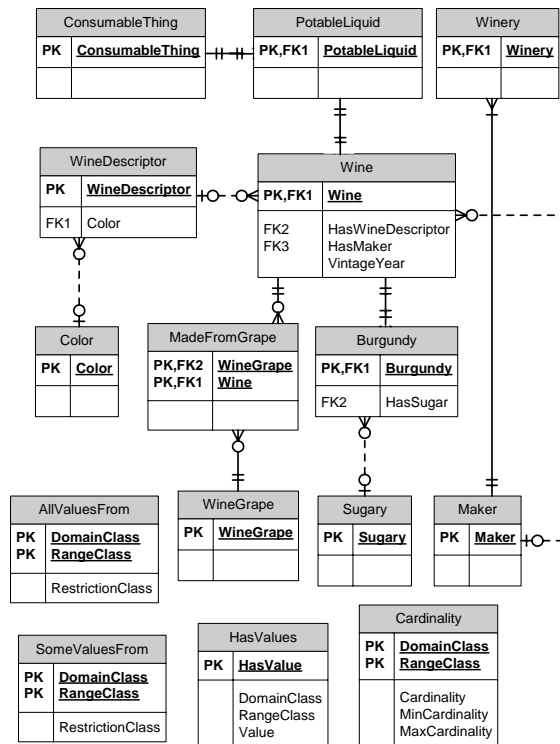 ConsumableThing
PK ConsumableThing
PotableLiquid
PK,FK1 PotableLiquid
Winery
PK,FK1 Winery
WineDescriptor
PK WineDescriptor
FK1 Color
Wine
PK,FK1 Wine
FK2 HasWineDescriptor
FK3 HasMaker
VintageYear
Color
PK Color
MadeFromGrape
PK,FK2 WineGrape
PK,FK1 Wine
Burgundy
PK,FK1 Burgundy
FK2 HasSugar
AllValuesFrom
PK DomainClass
PK RangeClass
RestrictionClass
WineGrape
PK WineGrape
Sugary
PK Sugary
Maker
PK Maker
SomeValuesFrom
PK DomainClass
PK RangeClass
RestrictionClass
HasValues
PK HasValue
DomainClass
RangeClass
Value
Cardinality
PK DomainClass
PK RangeClass
Cardinality
MinCardinality
MaxCardinality